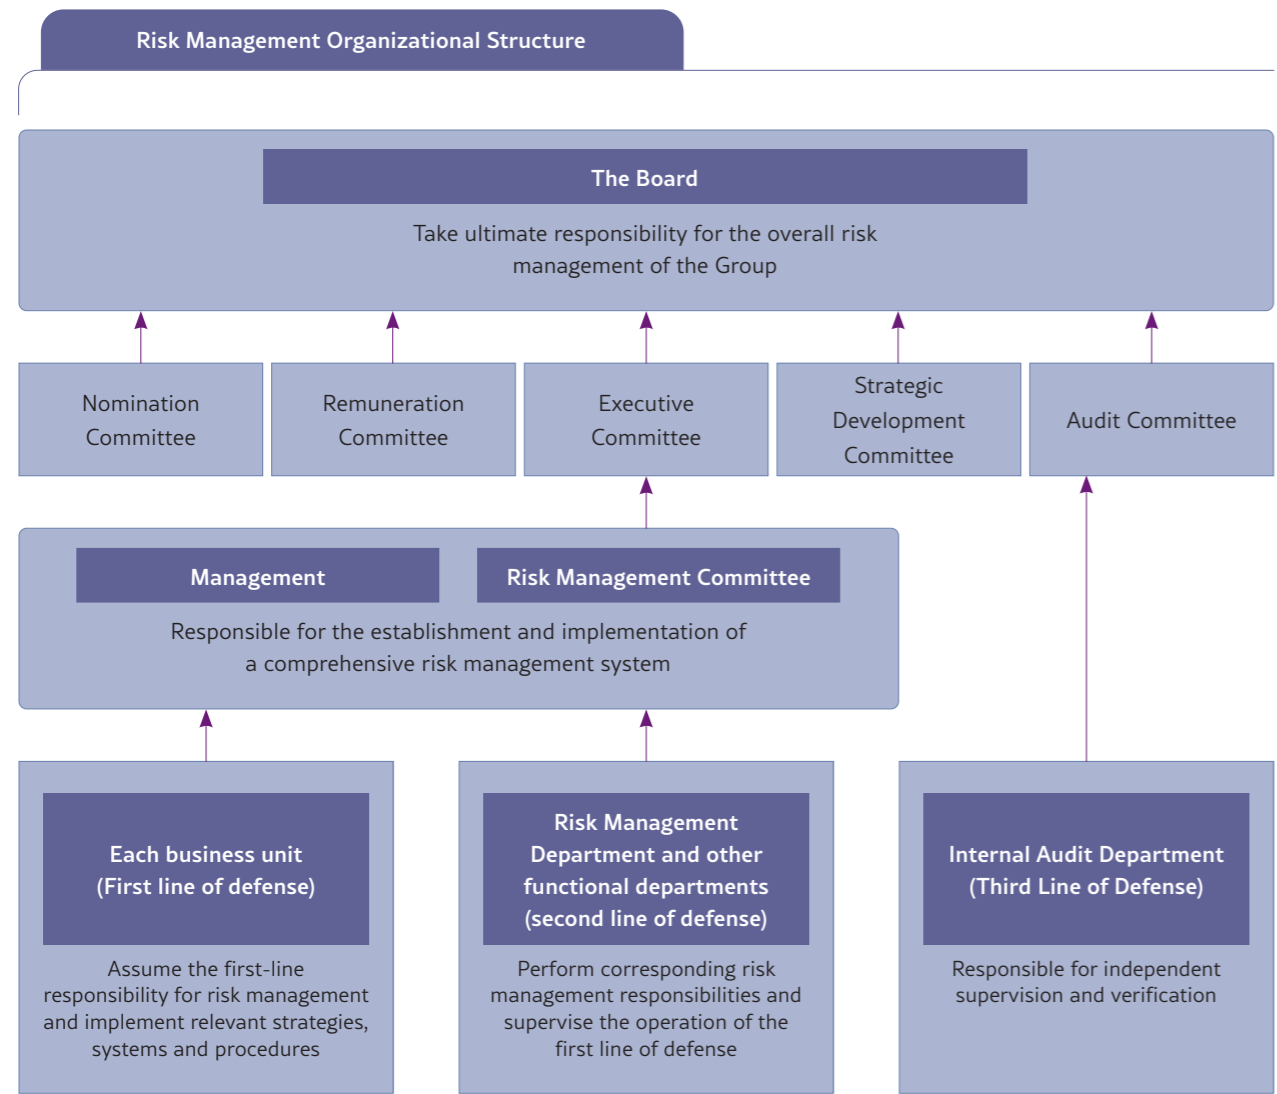 Risk Management Organizational Structure
The Board
Take ultimate responsibility for the overall risk
management of the Group
Nomination
Committee
Remuneration
Committee
Executive
Committee
Strategic
Development
Committee
Audit Committee
Management
Risk Management Committee
Responsible for the establishment and implementation of
a comprehensive risk management system
Each business unit
(First line of defense)
Assume the first-line
responsibility for risk management
and implement relevant strategies,
systems and procedures
Risk Management
Department and other
functional departments
(second line of defense)
Perform corresponding risk
management responsibilities and
supervise the operation of the
first line of defense
Internal Audit Department
(Third Line of Defense)
Responsible for independent
supervision and verification